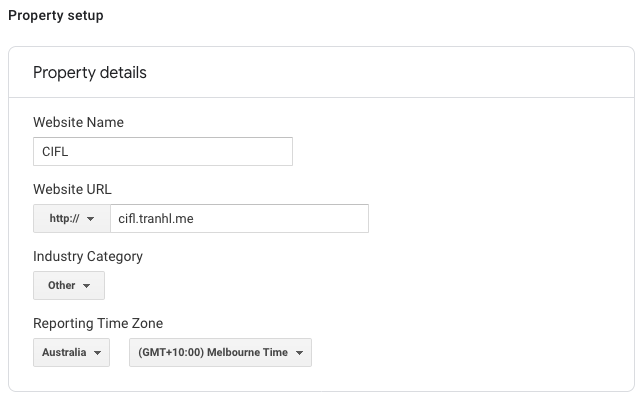 Property setup
Property details
Website Name
CIFL
Website URL
http:// cifl.tranhl.me
Industry Category
Other
Reporting Time Zone
Australia (GMT+10:00) Melbourne Time